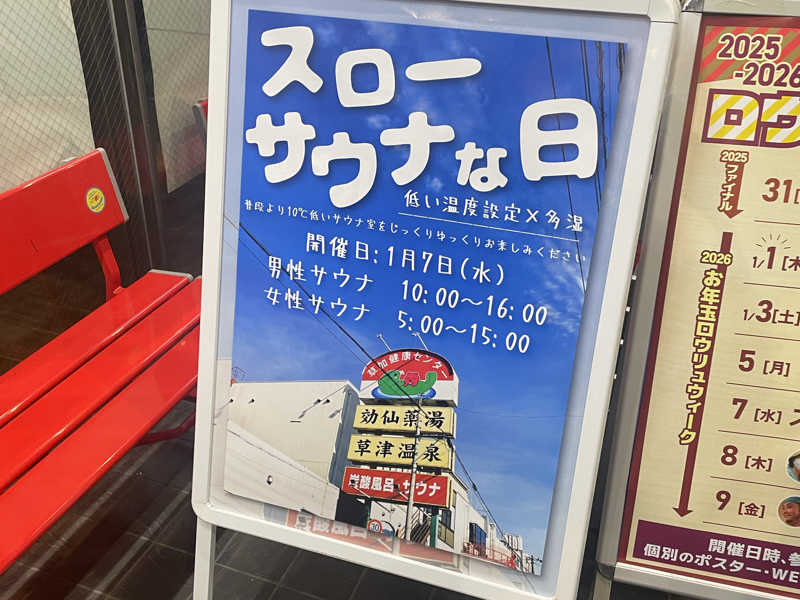 スロー
サウナな日
低い温度設定×多湿
普段より10℃低いサウナ室をじっくりゆっくりお楽しみください
開催日:1月7日(水)
男性サウナ 10:00～16:00
女性サウナ 5:00～15:00
草加健康センター
効仙薬湯
草津温泉
炭酸風呂・サウナ
2025
-2026
ロウ
2025
ファイナル
31
2026
お年玉ロウリュウィーク
1/1[木
1/3[土]
5[月]
7[水]
8[木]
9[金]
開催日時、
個別のポスター・WE